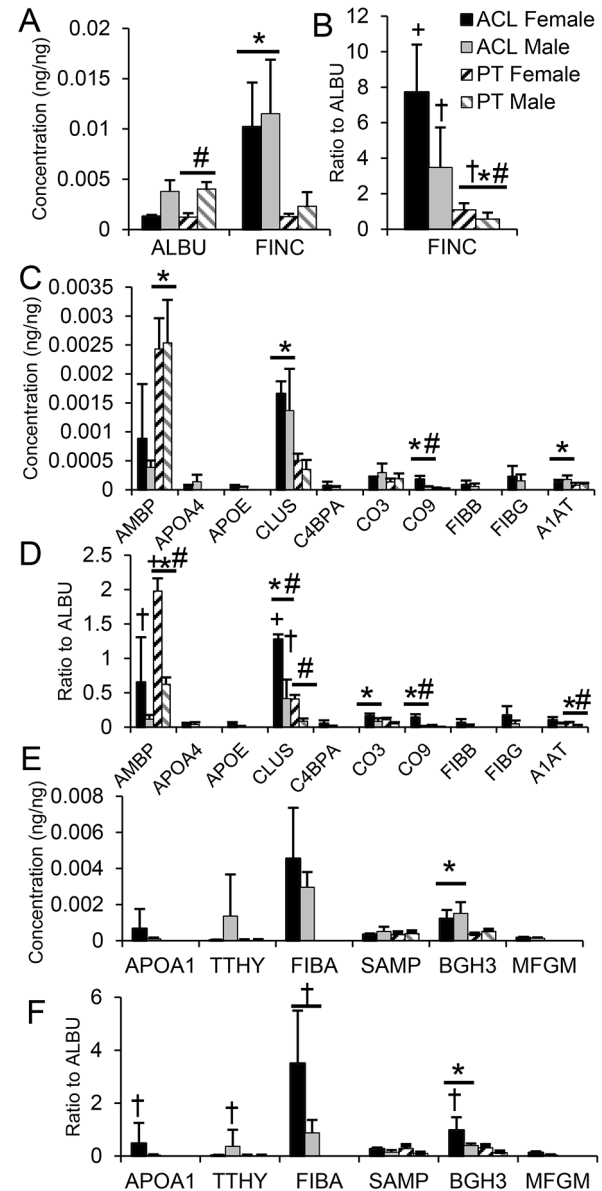 A
Concentration (ng/ng)
0.02
0.015
0.01
0.005
0
#
*
ALBU FINC
B
Ratio to ALBU
12
10
8
6
4
2
0
+
†
†*#
FINC
ACL Female
ACL Male
PT Female
PT Male
C
Concentration (ng/ng)
0.0035
0.003
0.0025
0.002
0.0015
0.001
0.0005
0
*
*
*#
*
AMBP APOA4 APOE CLUS C4BPA CO3 CO9 FIBB FIBG A1AT
D
Ratio to ALBU
2.5
2
1.5
1
0.5
0
†
+*#
*#
+
†
#
*
*#
*#
AMBP APOA4 APOE CLUS C4BPA CO3 CO9 FIBB FIBG A1AT
E
Concentration (ng/ng)
0.008
0.006
0.004
0.002
0
*
APOA1 TTHY FIBA SAMP BGH3 MFGM
F
Ratio to ALBU
6
4
2
0
†
†
†
*
†
APOA1 TTHY FIBA SAMP BGH3 MFGM